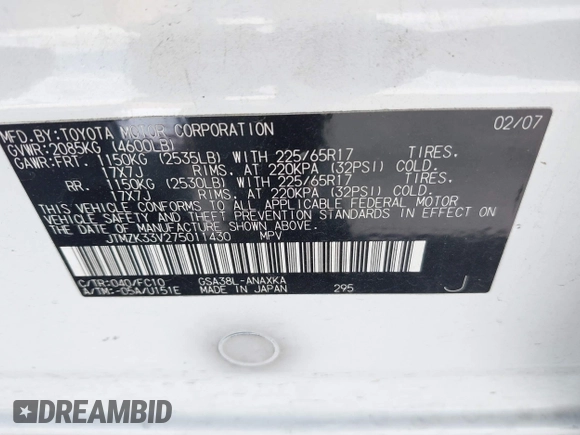 MFD. BY: TOYOTA MOTOR CORPORATION 02/07
GVWR: 2085KG (4600LB)
GAWR: FRT. 1150KG (2535LB) WITH 225/65R17 TIRES.
17X7J RIMS. AT 220KPA (32PSI) COLD.
RR. 1150KG (2530LB) WITH 225/65R17 TIRES.
17X7J RIMS. AT 220KPA (32PSI) COLD.
THIS VEHICLE CONFORMS TO ALL APPLICABLE FEDERAL MOTOR
VEHICLE SAFETY, BUMPER, AND THEFT PREVENTION STANDARDS IN
EFFECT ON THE DATE OF MANUFACTURE SHOWN ABOVE.
JTMZK33V275011430 MPV
C/TR: 040/FC10 GSA38L-ANAXKA
A/TM: -05A/U151E MADE IN JAPAN 295 J
DREAMBID